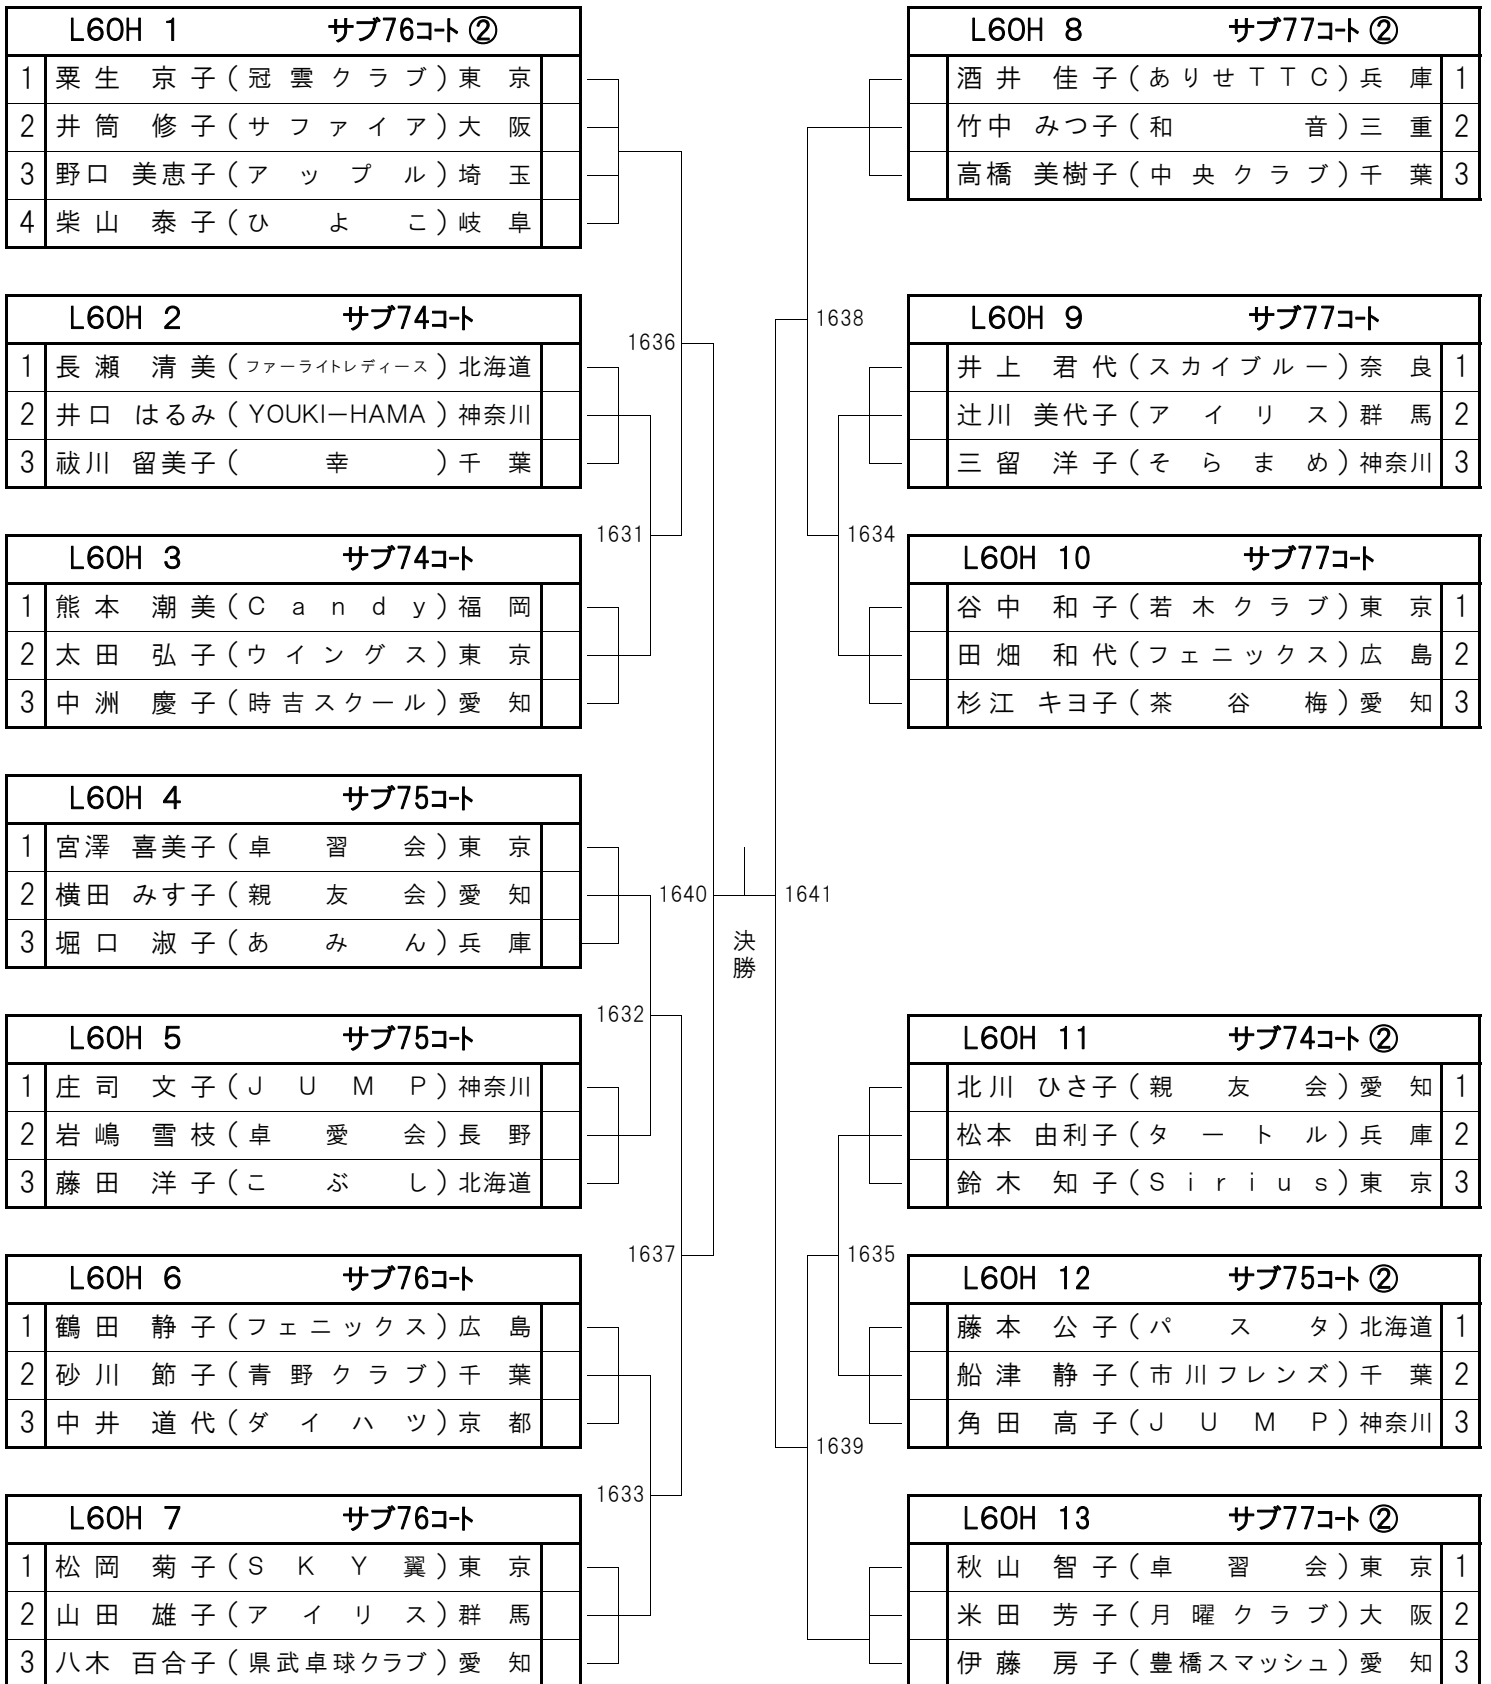 L60H 1 サブ76コート ②
1 粟生 京子 (冠雲クラブ) 東京
2 井筒 修子 (サファイア) 大阪
3 野口 美恵子 (アップル) 埼玉
4 柴山 泰子 (ひよこ) 岐阜
L60H 2 サブ74コート
1 長瀬 清美 (ファーライトレディース) 北海道
2 井口 はるみ (YOUKI-HAMA) 神奈川
3 祓川 留美子 (幸) 千葉
L60H 3 サブ74コート
1 熊本 潮美 (Candy) 福岡
2 太田 弘子 (ウイングス) 東京
3 中洲 慶子 (時吉スクール) 愛知
L60H 4 サブ75コート
1 宮澤 喜美子 (卓習会) 東京
2 横田 みす子 (親友会) 愛知
3 堀口 淑子 (あみん) 兵庫
L60H 5 サブ75コート
1 庄司 文子 (JUMP) 神奈川
2 岩嶋 雪枝 (卓愛会) 長野
3 藤田 洋子 (こぶし) 北海道
L60H 6 サブ76コート
1 鶴田 静子 (フェニックス) 広島
2 砂川 節子 (青野クラブ) 千葉
3 中井 道代 (ダイハツ) 京都
L60H 7 サブ76コート
1 松岡 菊子 (SKY翼) 東京
2 山田 雄子 (アイリス) 群馬
3 八木 百合子 (県武卓球クラブ) 愛知
1636
1631
1640
1632
1637
1633
決勝
1638
1634
1641
1635
1639
L60H 8 サブ77コート ②
酒井 佳子 (ありせTTC) 兵庫 1
竹中 みつ子 (和音) 三重 2
高橋 美樹子 (中央クラブ) 千葉 3
L60H 9 サブ77コート
井上 君代 (スカイブルー) 奈良 1
辻川 美代子 (アイリス) 群馬 2
三留 洋子 (そらまめ) 神奈川 3
L60H 10 サブ77コート
谷中 和子 (若木クラブ) 東京 1
田畑 和代 (フェニックス) 広島 2
杉江 キヨ子 (茶谷梅) 愛知 3
L60H 11 サブ74コート ②
北川 ひさ子 (親友会) 愛知 1
松本 由利子 (タートル) 兵庫 2
鈴木 知子 (Sirius) 東京 3
L60H 12 サブ75コート ②
藤本 公子 (パスタ) 北海道 1
船津 静子 (市川フレンズ) 千葉 2
角田 高子 (JUMP) 神奈川 3
L60H 13 サブ77コート ②
秋山 智子 (卓習会) 東京 1
米田 芳子 (月曜クラブ) 大阪 2
伊藤 房子 (豊橋スマッシュ) 愛知 3